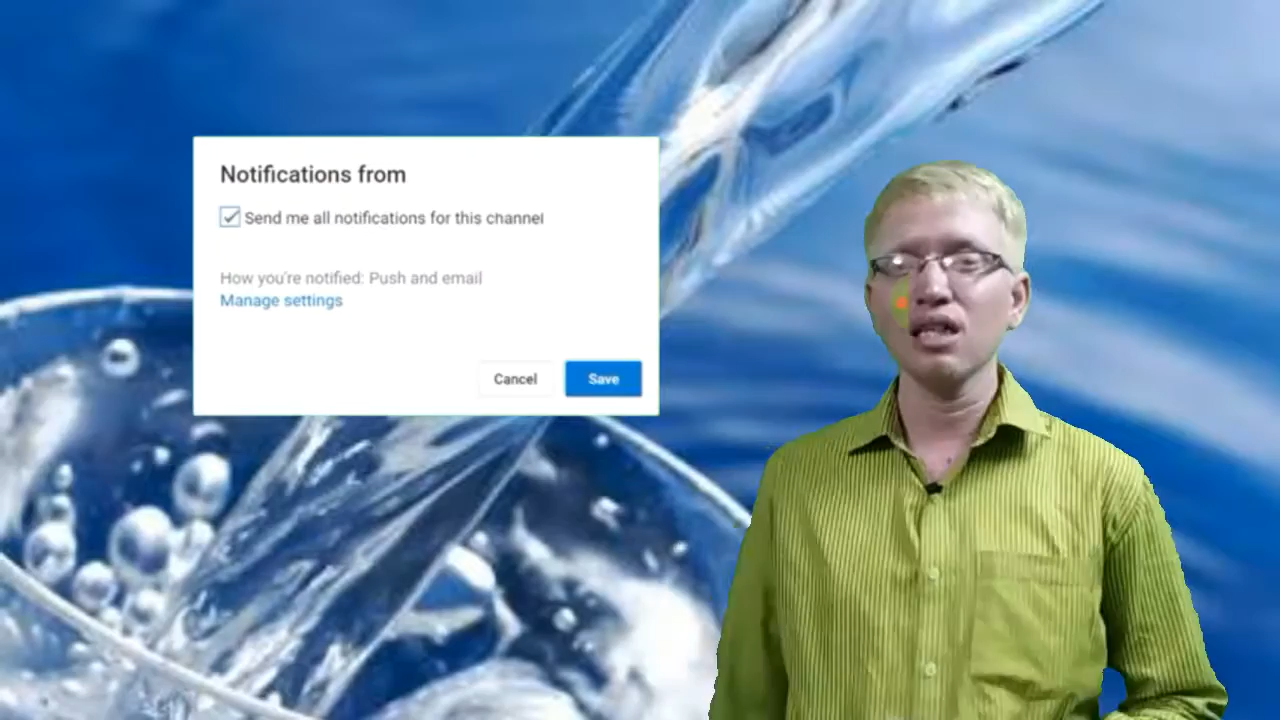 Notifications from
Send me all notifications for this channel
How you're notified: Push and email
Manage settings
Cancel
Save